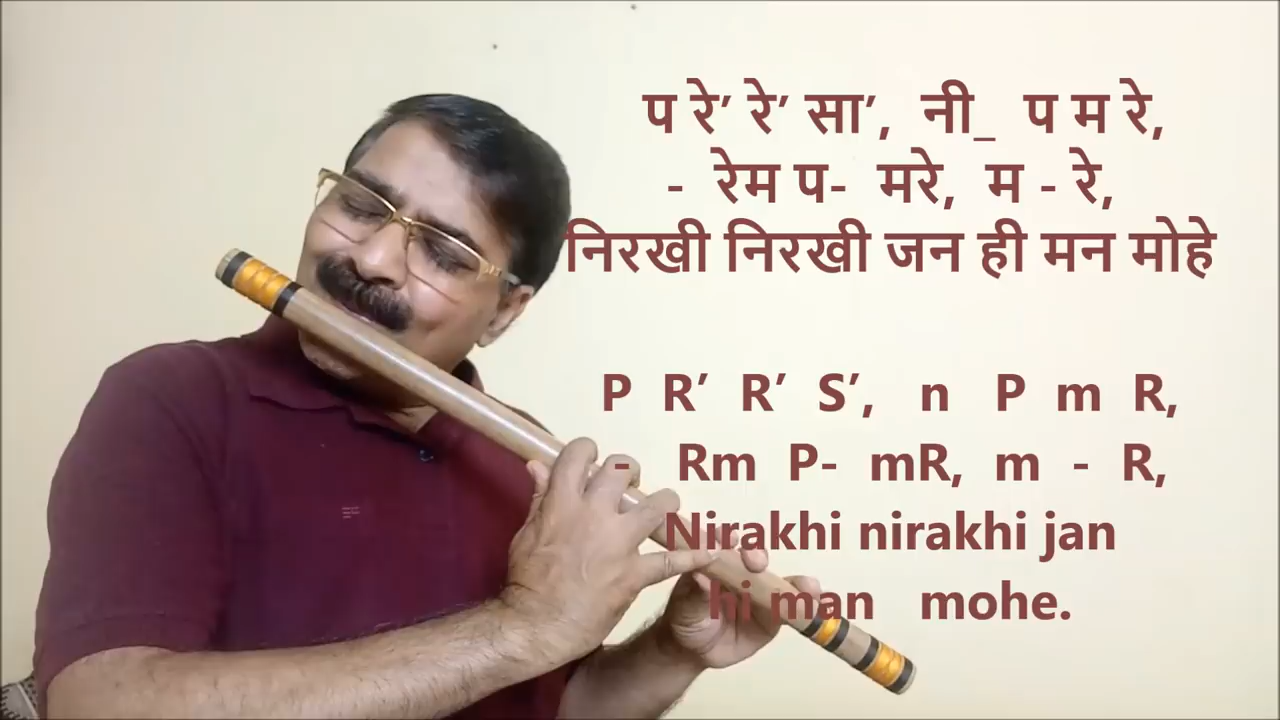 प रे’ रे’ सा’, नी_ प म रे,
- रेम प- मरे, म - रे,
निरखी निरखी जन ही मन मोहे
P R’ R’ S’, n P m R,
- Rm P- mR, m - R,
Nirakhi nirakhi jan
hi man mohe.